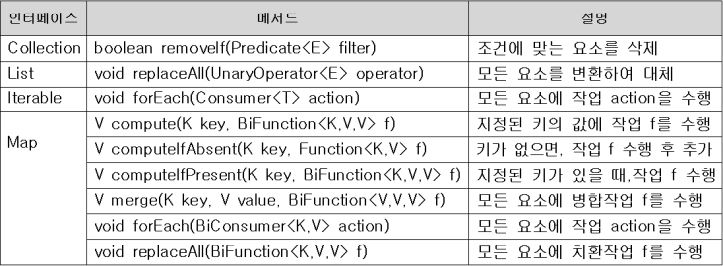 인터페이스 메서드 설명
Collection boolean removeIf(Predicate<E> filter) 조건에 맞는 요소를 삭제
List void replaceAll(UnaryOperator<E> operator) 모든 요소를 변환하여 대체
Iterable void forEach(Consumer<T> action) 모든 요소에 작업 action을 수행
Map V compute(K key, BiFunction<K,V,V> f) 지정된 키의 값에 작업 f를 수행
V computeIfAbsent(K key, Function<K,V> f) 키가 없으면, 작업 f 수행 후 추가
V computeIfPresent(K key, BiFunction<K,V,V> f) 지정된 키가 있을 때,작업 f 수행
V merge(K key, V value, BiFunction<V,V,V> f) 모든 요소에 병합작업 f를 수행
void forEach(BiConsumer<K,V> action) 모든 요소에 작업 action을 수행
void replaceAll(BiFunction<K,V,V> f) 모든 요소에 치환작업 f를 수행